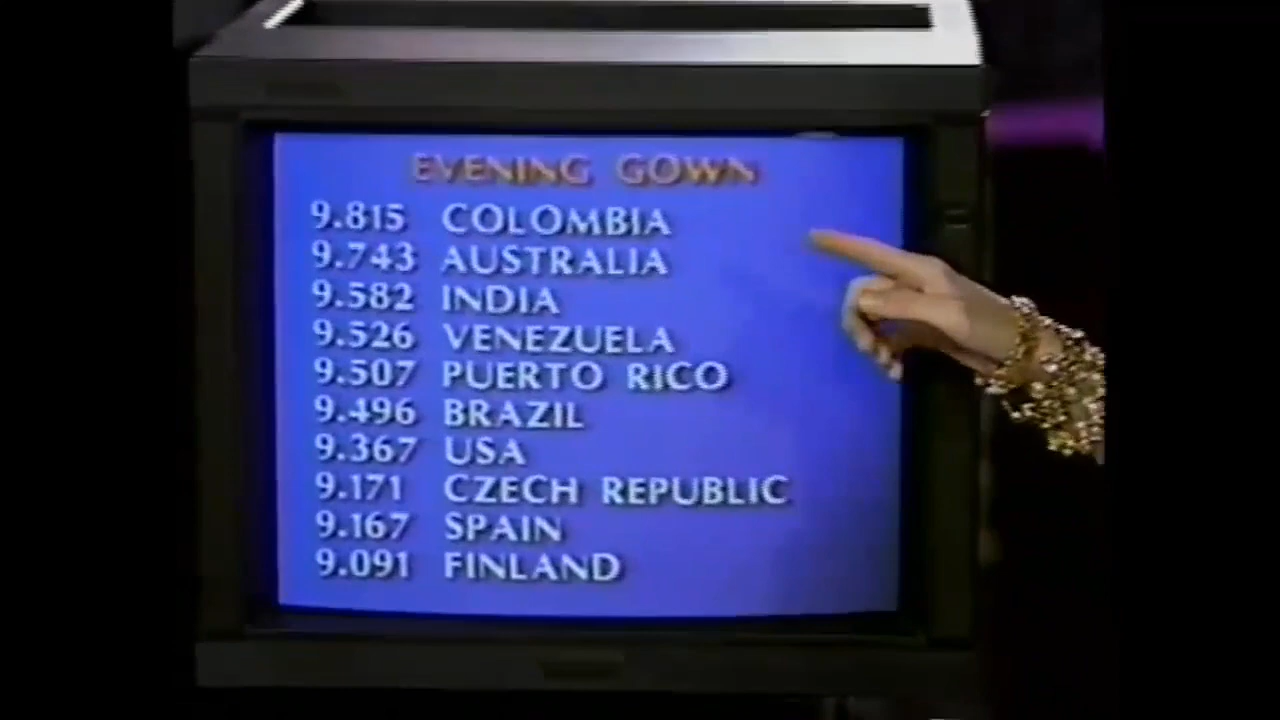 EVENING GOWN
9.815 COLOMBIA
9.743 AUSTRALIA
9.582 INDIA
9.526 VENEZUELA
9.507 PUERTO RICO
9.496 BRAZIL
9.367 USA
9.171 CZECH REPUBLIC
9.167 SPAIN
9.091 FINLAND